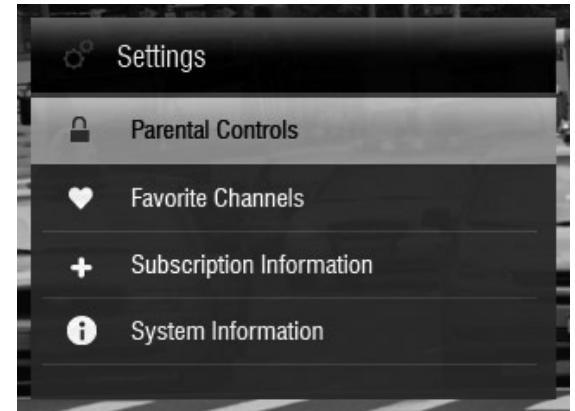 Settings
Parental Controls
Favorite Channels
Subscription Information
System Information